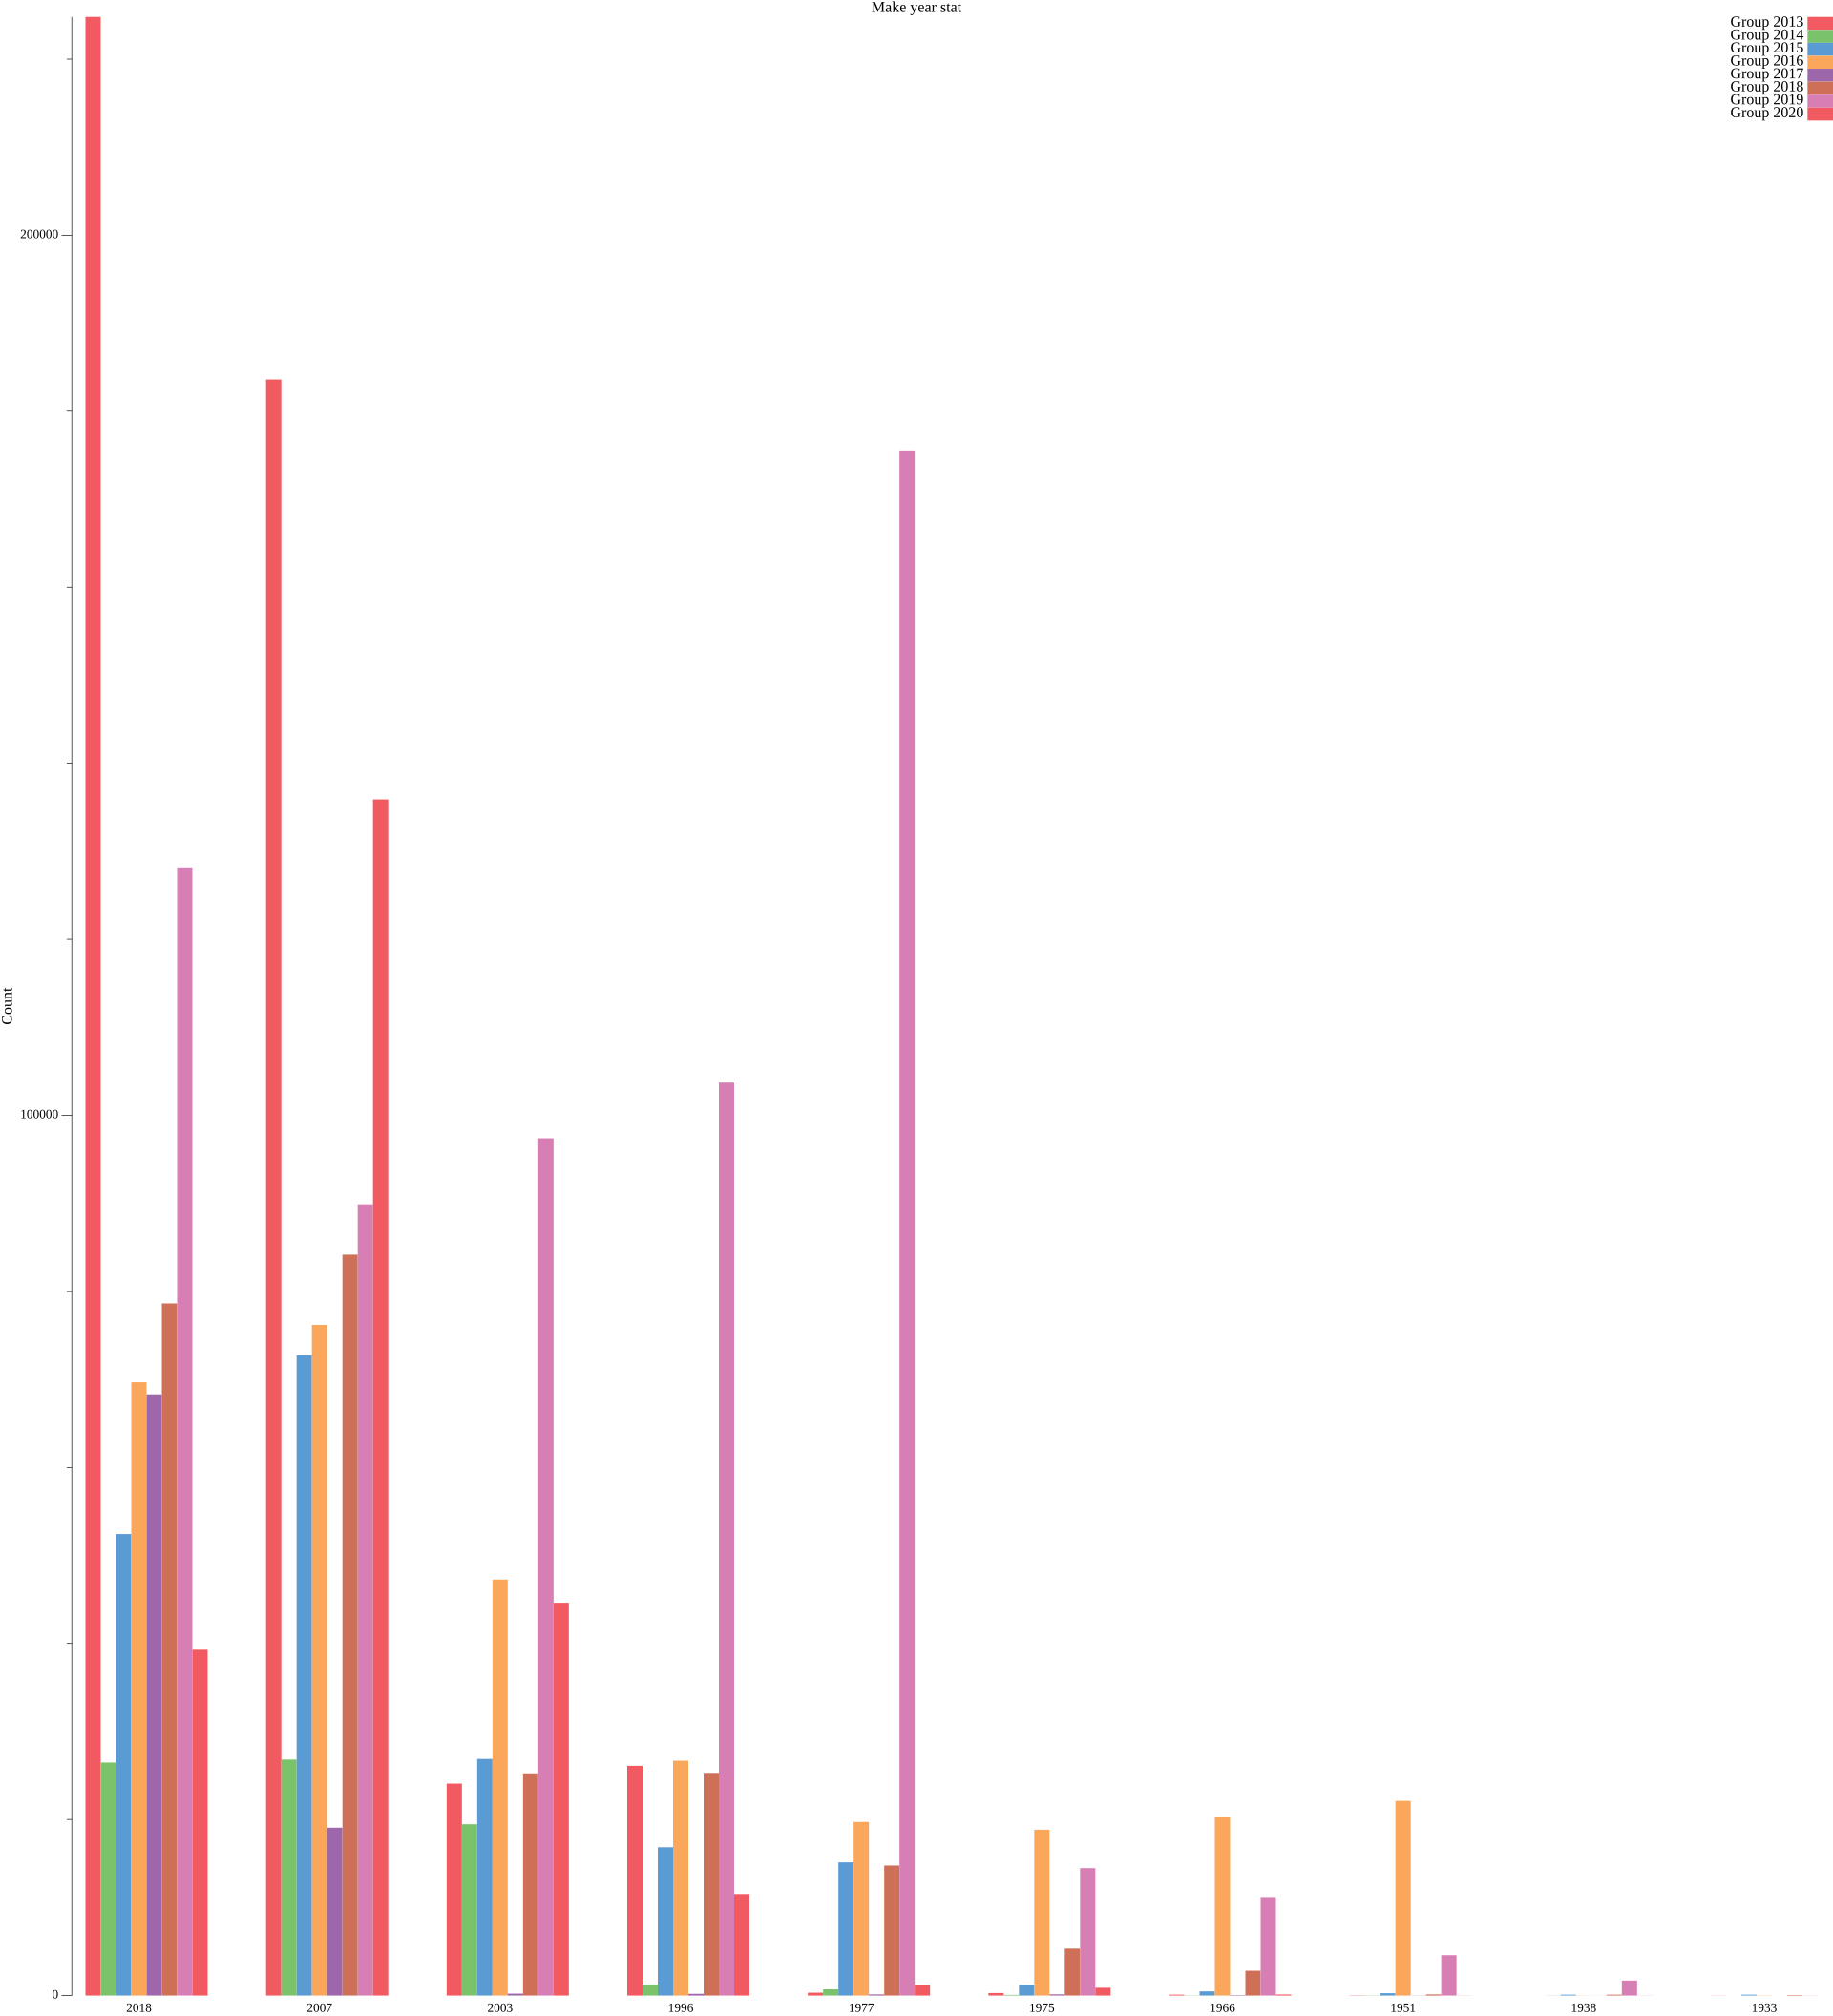 Make year stat
Group 2013
Group 2014
Group 2015
Group 2016
Group 2017
Group 2018
Group 2019
Group 2020
200000
100000
0
Count
2018 2007 2003 1996 1977 1975 1966 1951 1938 1933